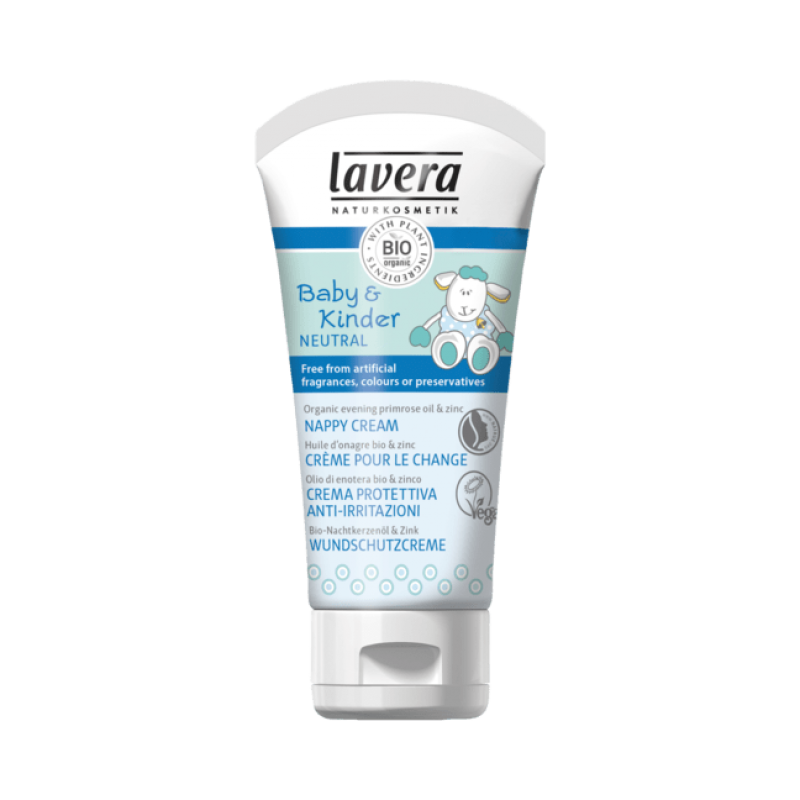 lavera
NATURKOSMETIK
WITH PLANT INGREDIENTS
BIO
organic
Baby &
Kinder
NEUTRAL
Free from artificial
fragrances, colours or preservatives
Organic evening primrose oil & zinc
NAPPY CREAM
Huile d'onagre bio & zinc
CRÈME POUR LE CHANGE
Olio di enotera bio & zinco
CREMA PROTETTIVA
ANTI-IRRITAZIONI
Bio-Nachtkerzenöl & Zink
WUNDSCHUTZCREME